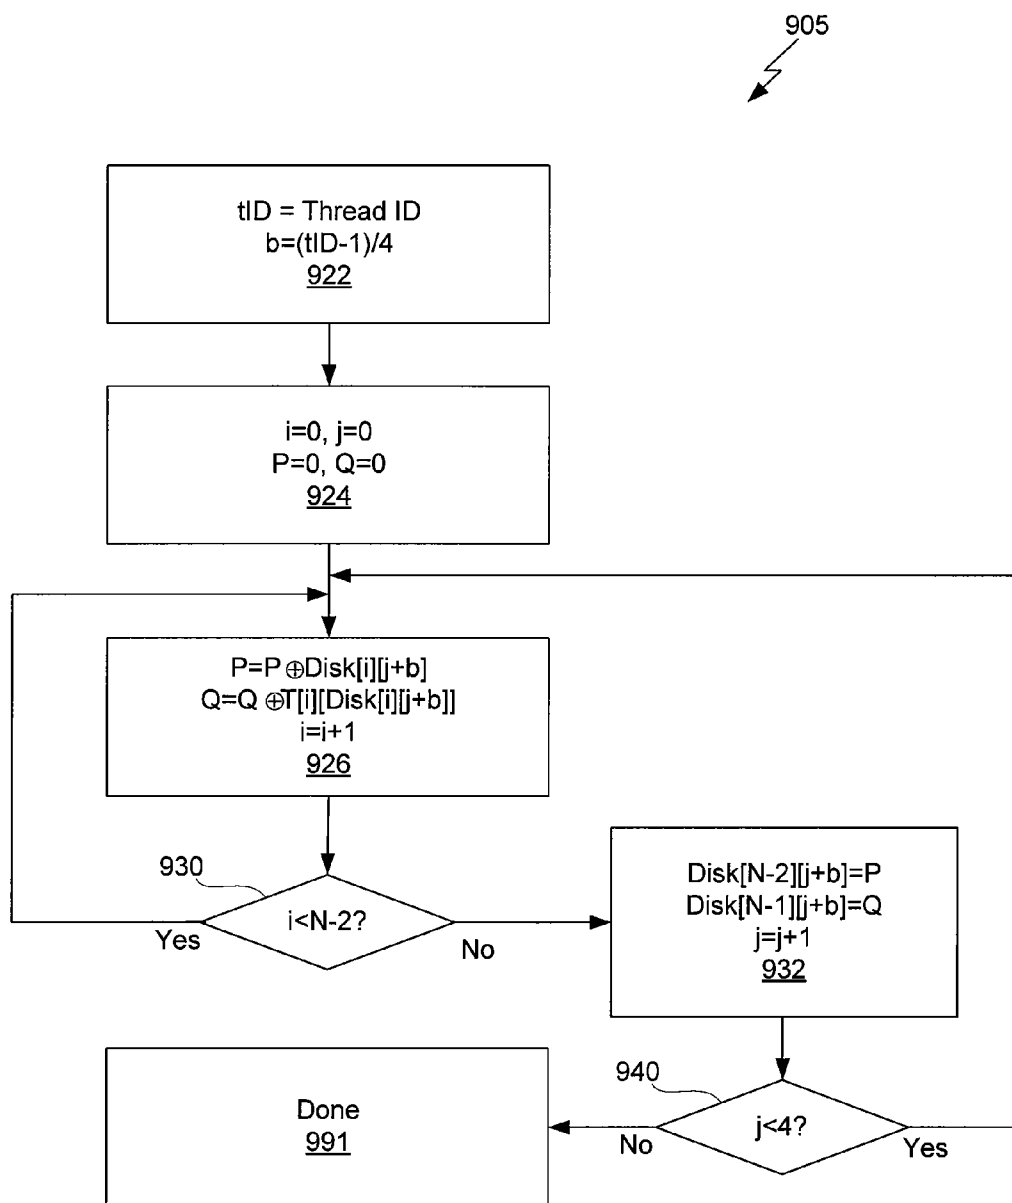 905
tID = Thread ID
b=(tID-1)/4
922
i=0, j=0
P=0, Q=0
924
P=P⊕Disk[i][j+b]
Q=Q ⊕T[i][Disk[i][j+b]]
i=i+1
926
930
i<N-2?
Yes
No
Disk[N-2][j+b]=P
Disk[N-1][j+b]=Q
j=j+1
932
940
j<4?
No
Yes
Done
991